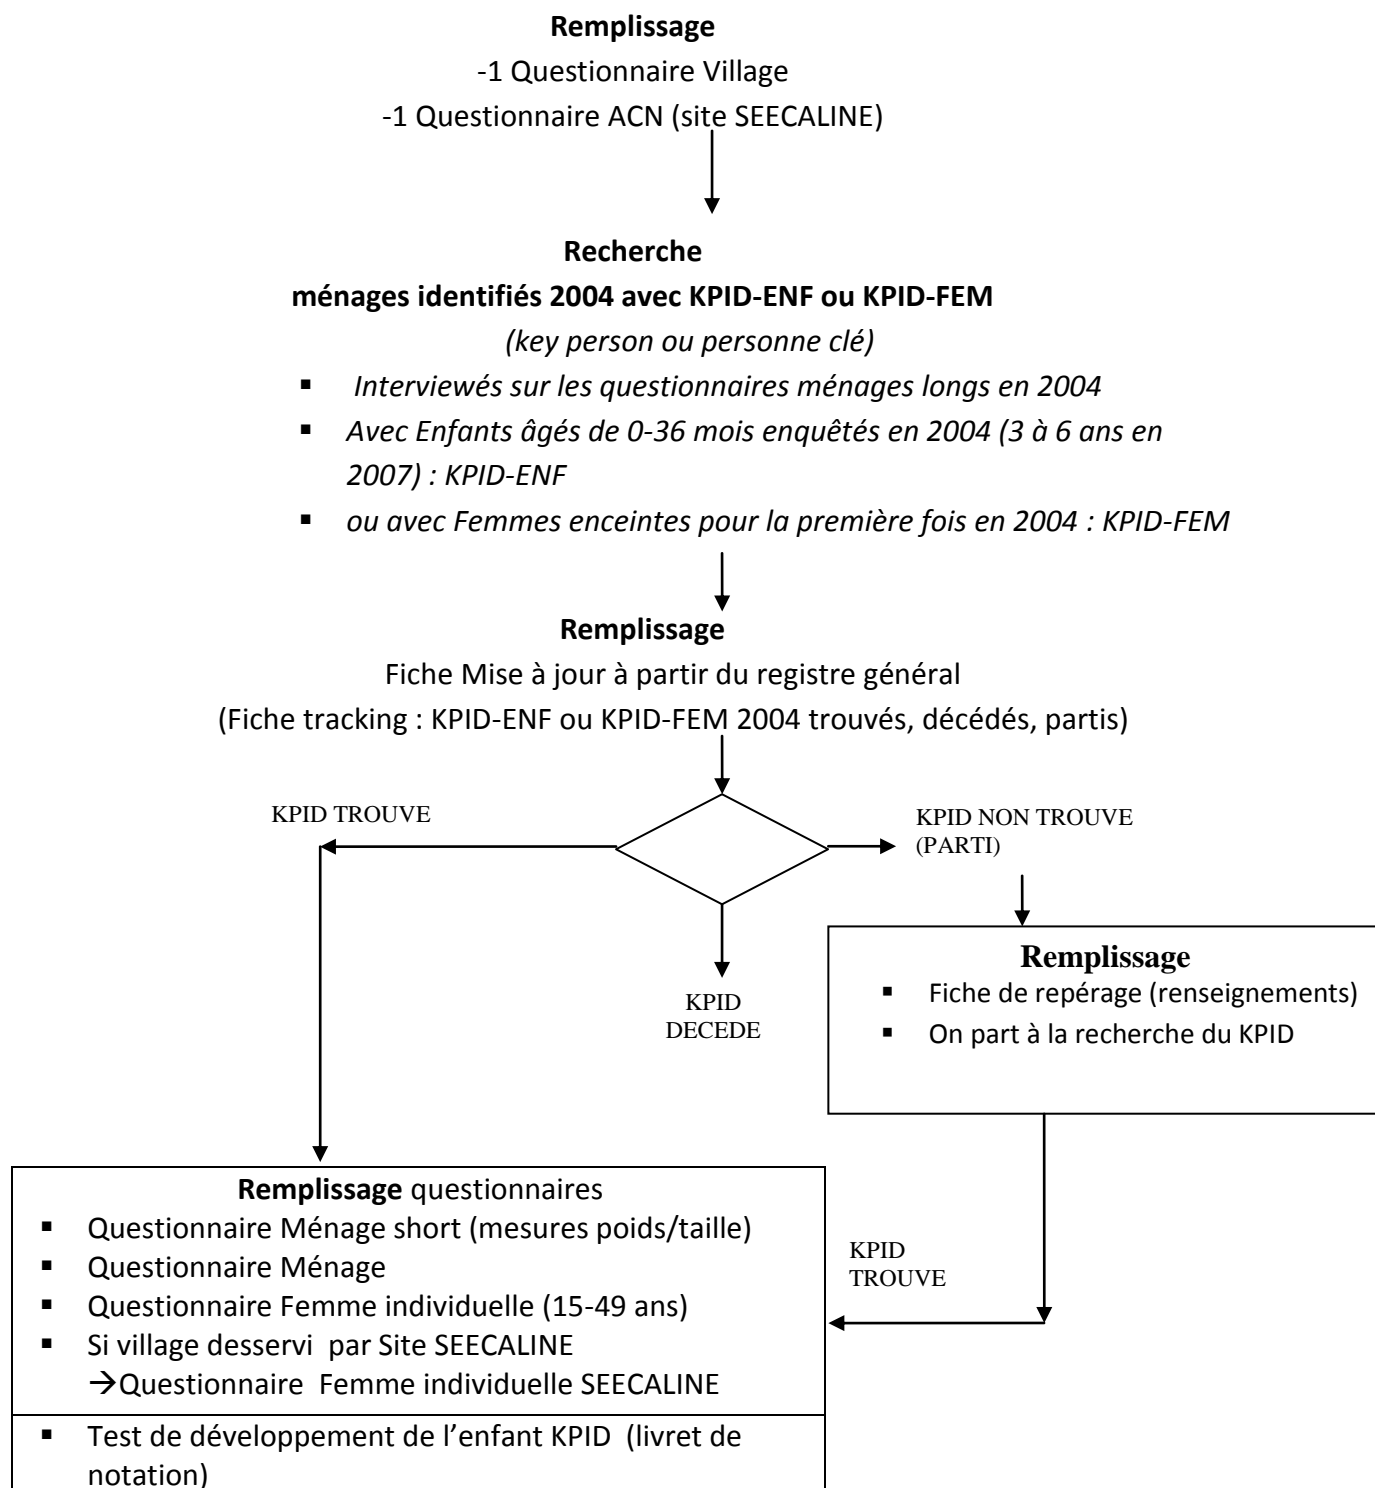 Remplissage
-1 Questionnaire Village
-1 Questionnaire ACN (site SEECALINE)
Recherche
ménages identifiés 2004 avec KPID-ENF ou KPID-FEM
(key person ou personne clé)
▪ Interviewés sur les questionnaires ménages longs en 2004
▪ Avec Enfants âgés de 0-36 mois enquêtés en 2004 (3 à 6 ans en
2007) : KPID-ENF
▪ ou avec Femmes enceintes pour la première fois en 2004 : KPID-FEM
Remplissage
Fiche Mise à jour à partir du registre général
(Fiche tracking : KPID-ENF ou KPID-FEM 2004 trouvés, décédés, partis)
KPID TROUVE
KPID NON TROUVE
(PARTI)
KPID
DECEDE
Remplissage
▪ Fiche de repérage (renseignements)
▪ On part à la recherche du KPID
KPID
TROUVE
Remplissage questionnaires
▪ Questionnaire Ménage short (mesures poids/taille)
▪ Questionnaire Ménage
▪ Questionnaire Femme individuelle (15-49 ans)
▪ Si village desservi par Site SEECALINE
→Questionnaire Femme individuelle SEECALINE
▪ Test de développement de l’enfant KPID (livret de
notation)